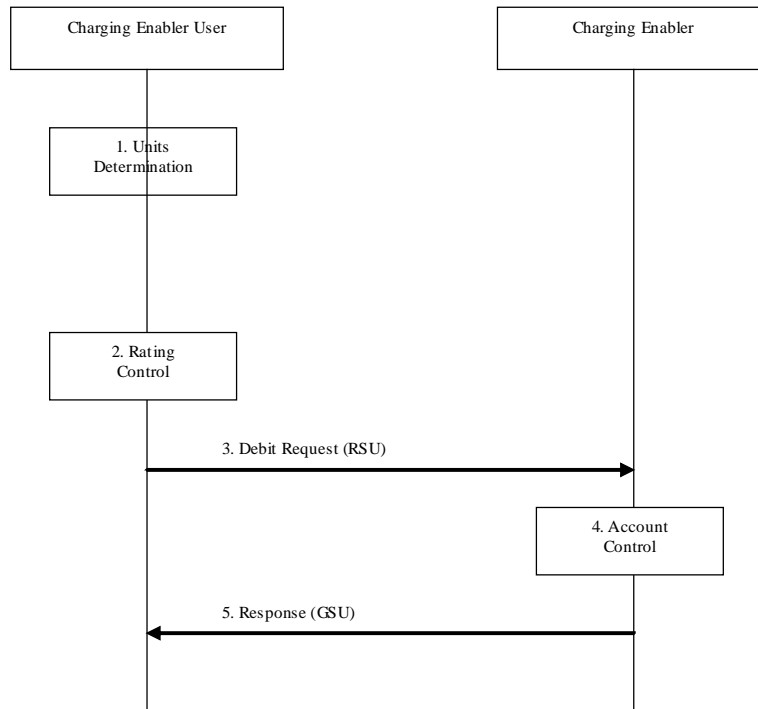 Charging Enabler User
Charging Enabler
1. Units
Determination
2. Rating
Control
3. Debit Request (RSU)
4. Account
Control
5. Response (GSU)